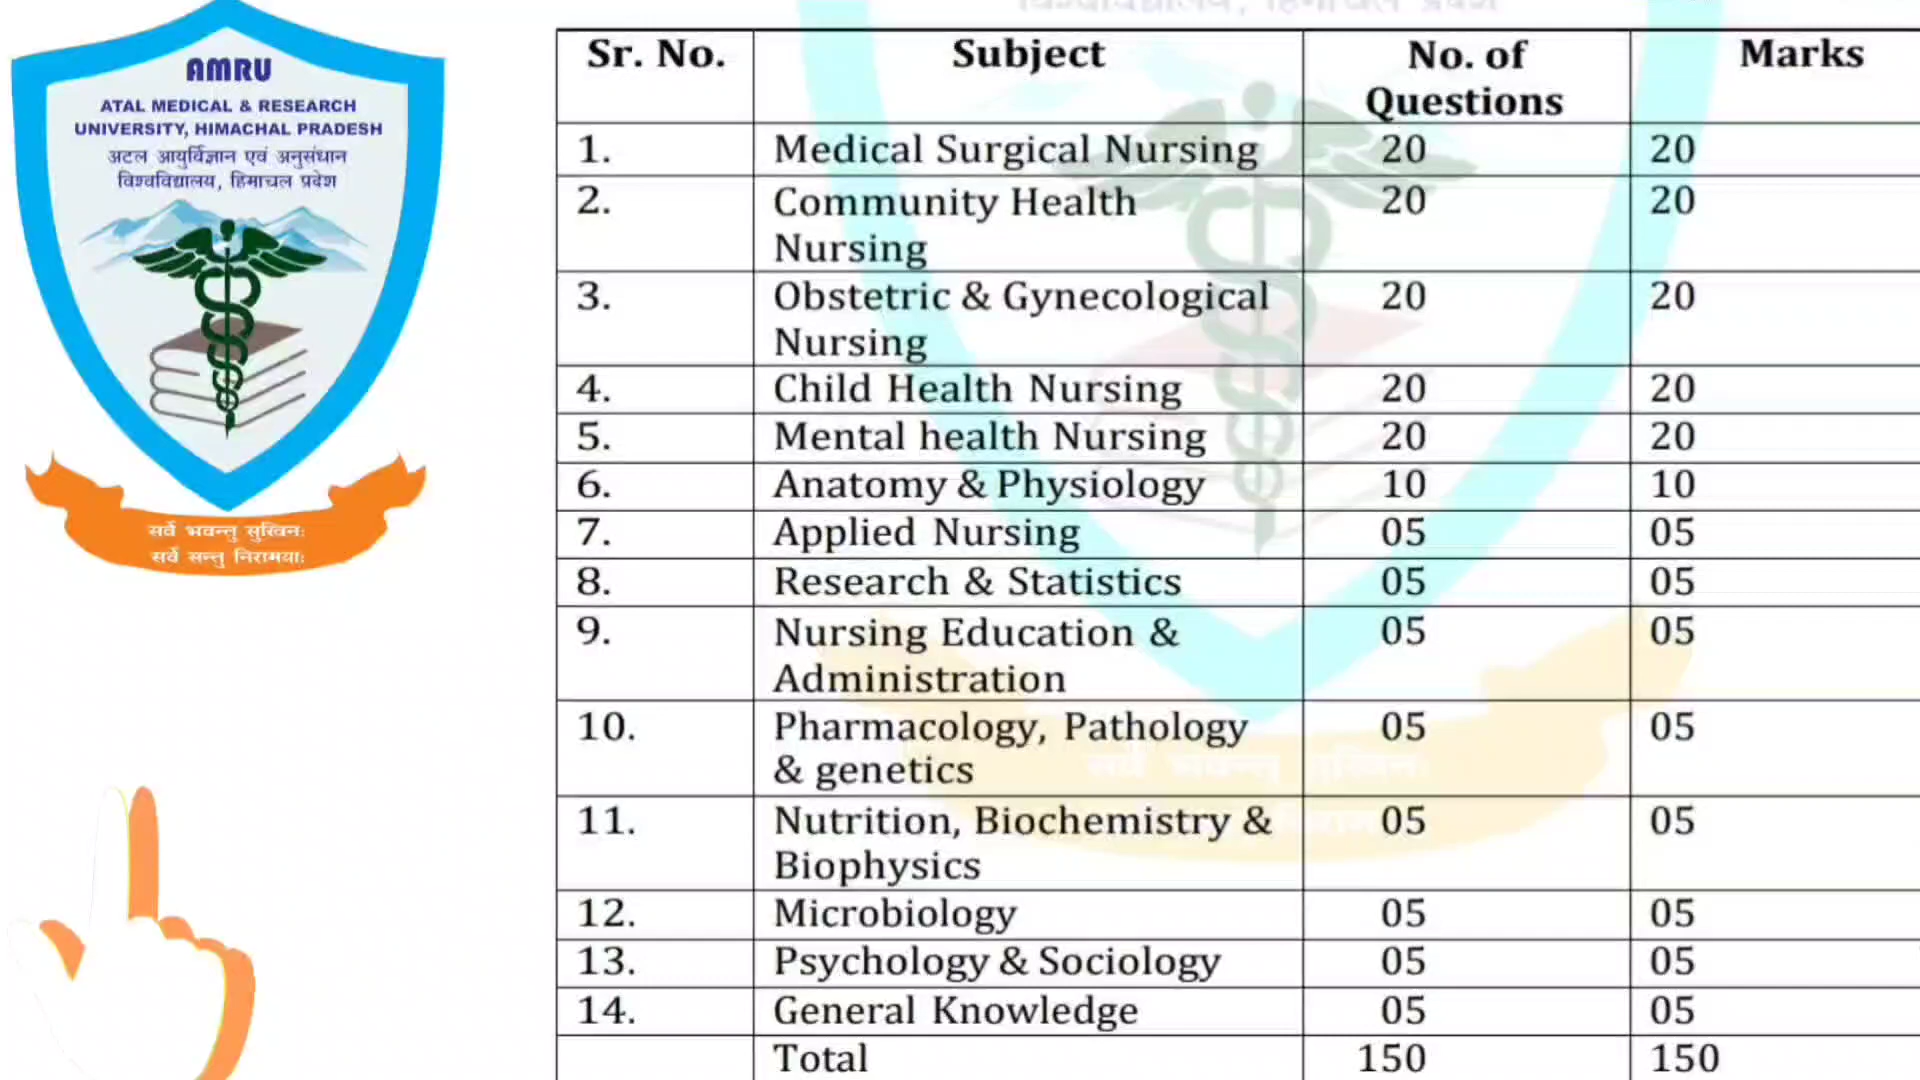 AMRU
ATAL MEDICAL & RESEARCH
UNIVERSITY, HIMACHAL PRADESH
अटल आयुर्विज्ञान एवं अनुसंधान
विश्वविद्यालय, हिमाचल प्रदेश
सर्वे भवन्तु सुखिनः
सर्वे सन्तु निरामयाः
विश्वविद्यालय, हिमाचल प्रदेश
Sr. No. Subject No. of Questions Marks
1. Medical Surgical Nursing 20 20
2. Community Health 20 20
Nursing
3. Obstetric & Gynecological 20 20
Nursing
4. Child Health Nursing 20 20
5. Mental health Nursing 20 20
6. Anatomy & Physiology 10 10
7. Applied Nursing 05 05
8. Research & Statistics 05 05
9. Nursing Education & 05 05
Administration
10. Pharmacology, Pathology 05 05
& genetics
11. Nutrition, Biochemistry & 05 05
Biophysics
12. Microbiology 05 05
13. Psychology & Sociology 05 05
14. General Knowledge 05 05
Total 150 150